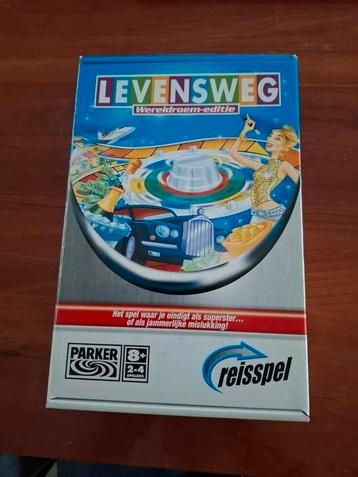 LEVENSWEG
Wereldroem-editie
Het spel waar je eindigt als superster...
of als jammerlijke mislukking!
PARKER
8+
2-4
SPELERS
reisspel